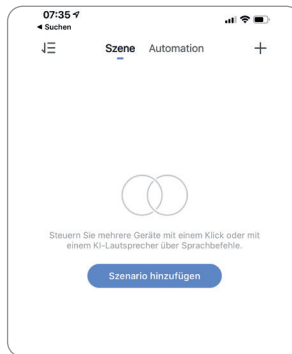 07:35
◀ Suchen
Szene Automation
Steuern Sie mehrere Geräte mit einem Klick oder mit
einem KI-Lautsprecher über Sprachbefehle.
Szenario hinzufügen